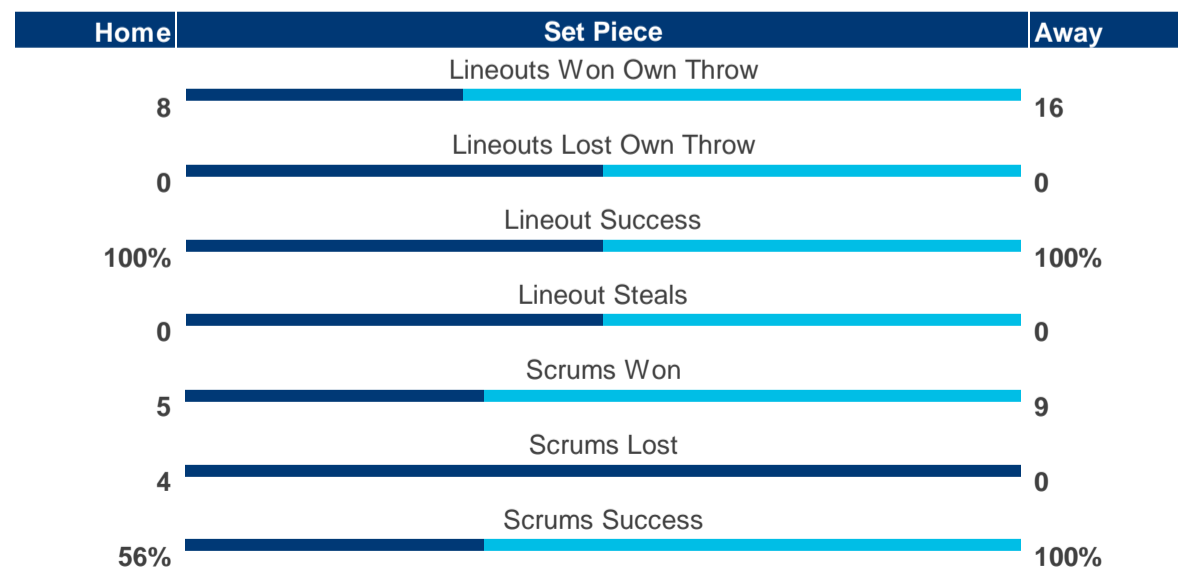 Home Set Piece Away
Lineouts Won Own Throw
8 16
Lineouts Lost Own Throw
0 0
Lineout Success
100% 100%
Lineout Steals
0 0
Scrums Won
5 9
Scrums Lost
4 0
Scrums Success
56% 100%